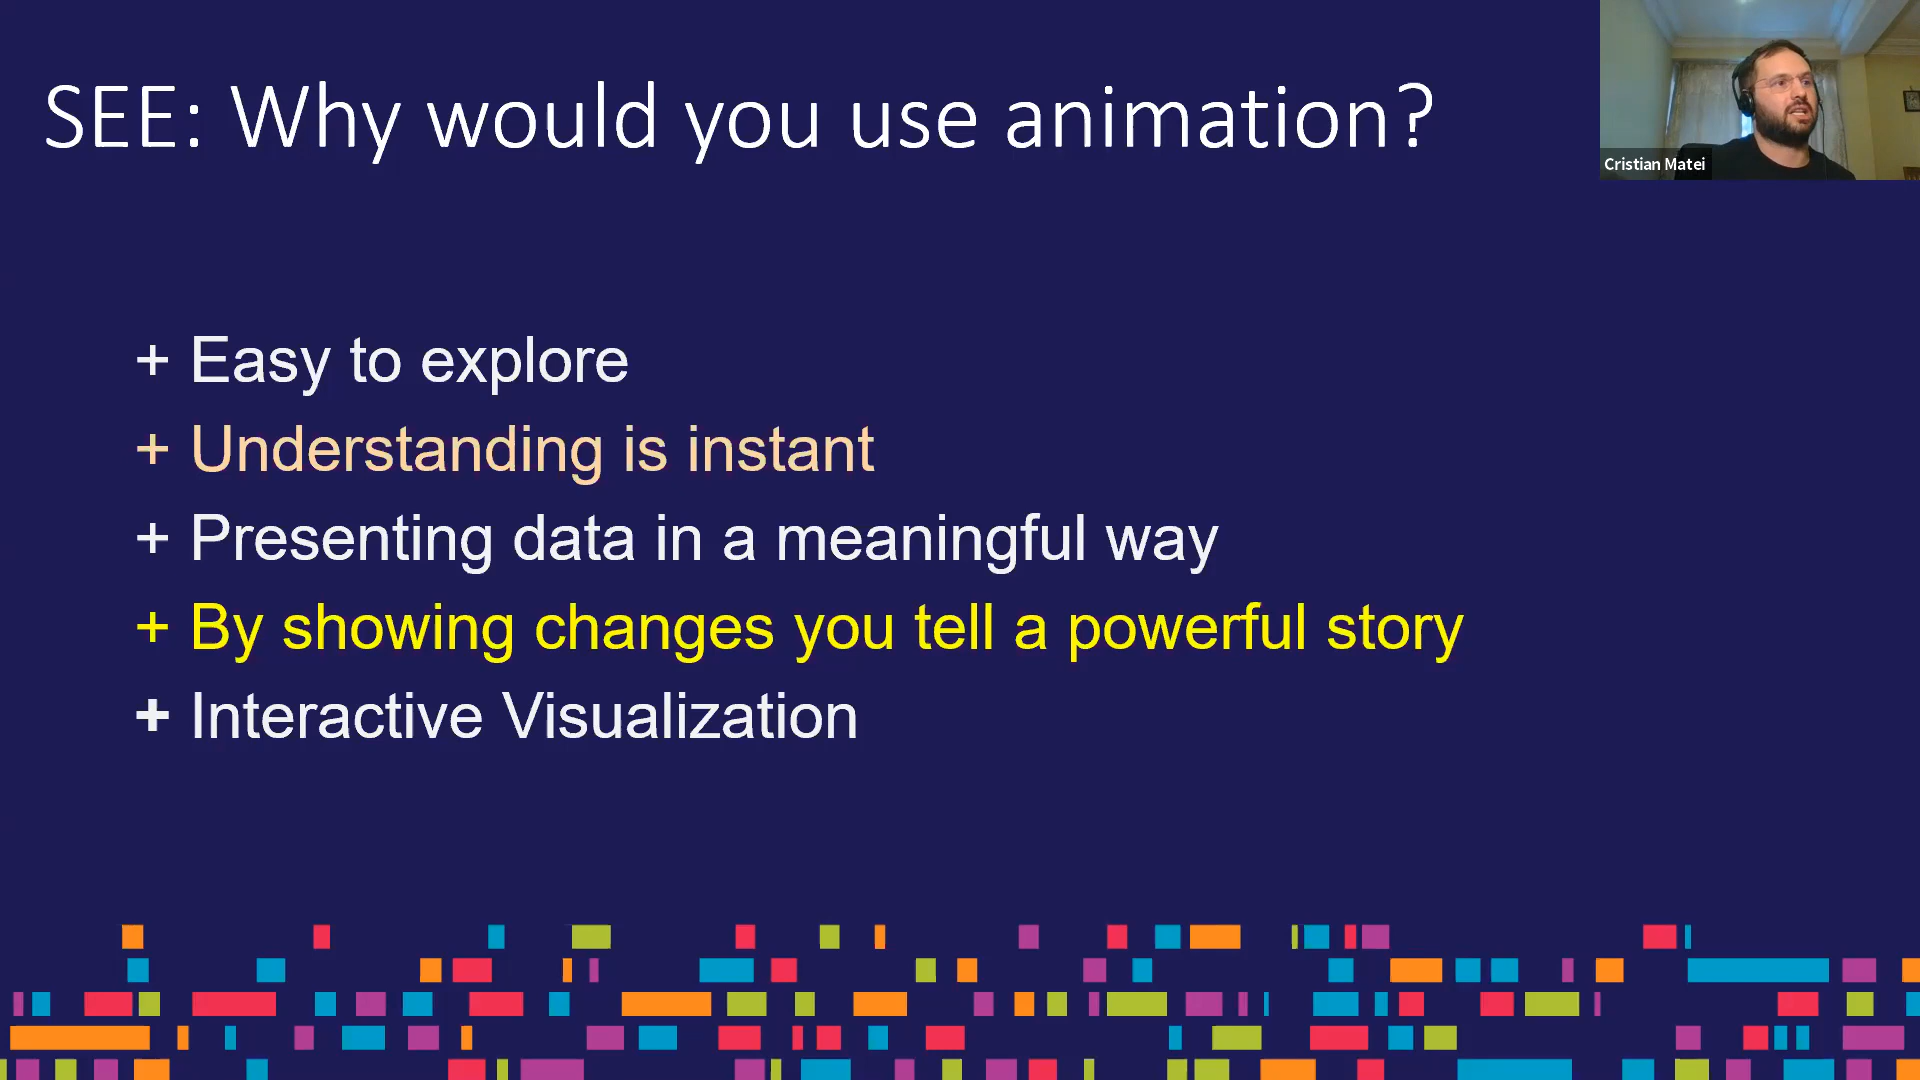 SEE: Why would you use animation?
Cristian Matei
+ Easy to explore
+ Understanding is instant
+ Presenting data in a meaningful way
+ By showing changes you tell a powerful story
+ Interactive Visualization